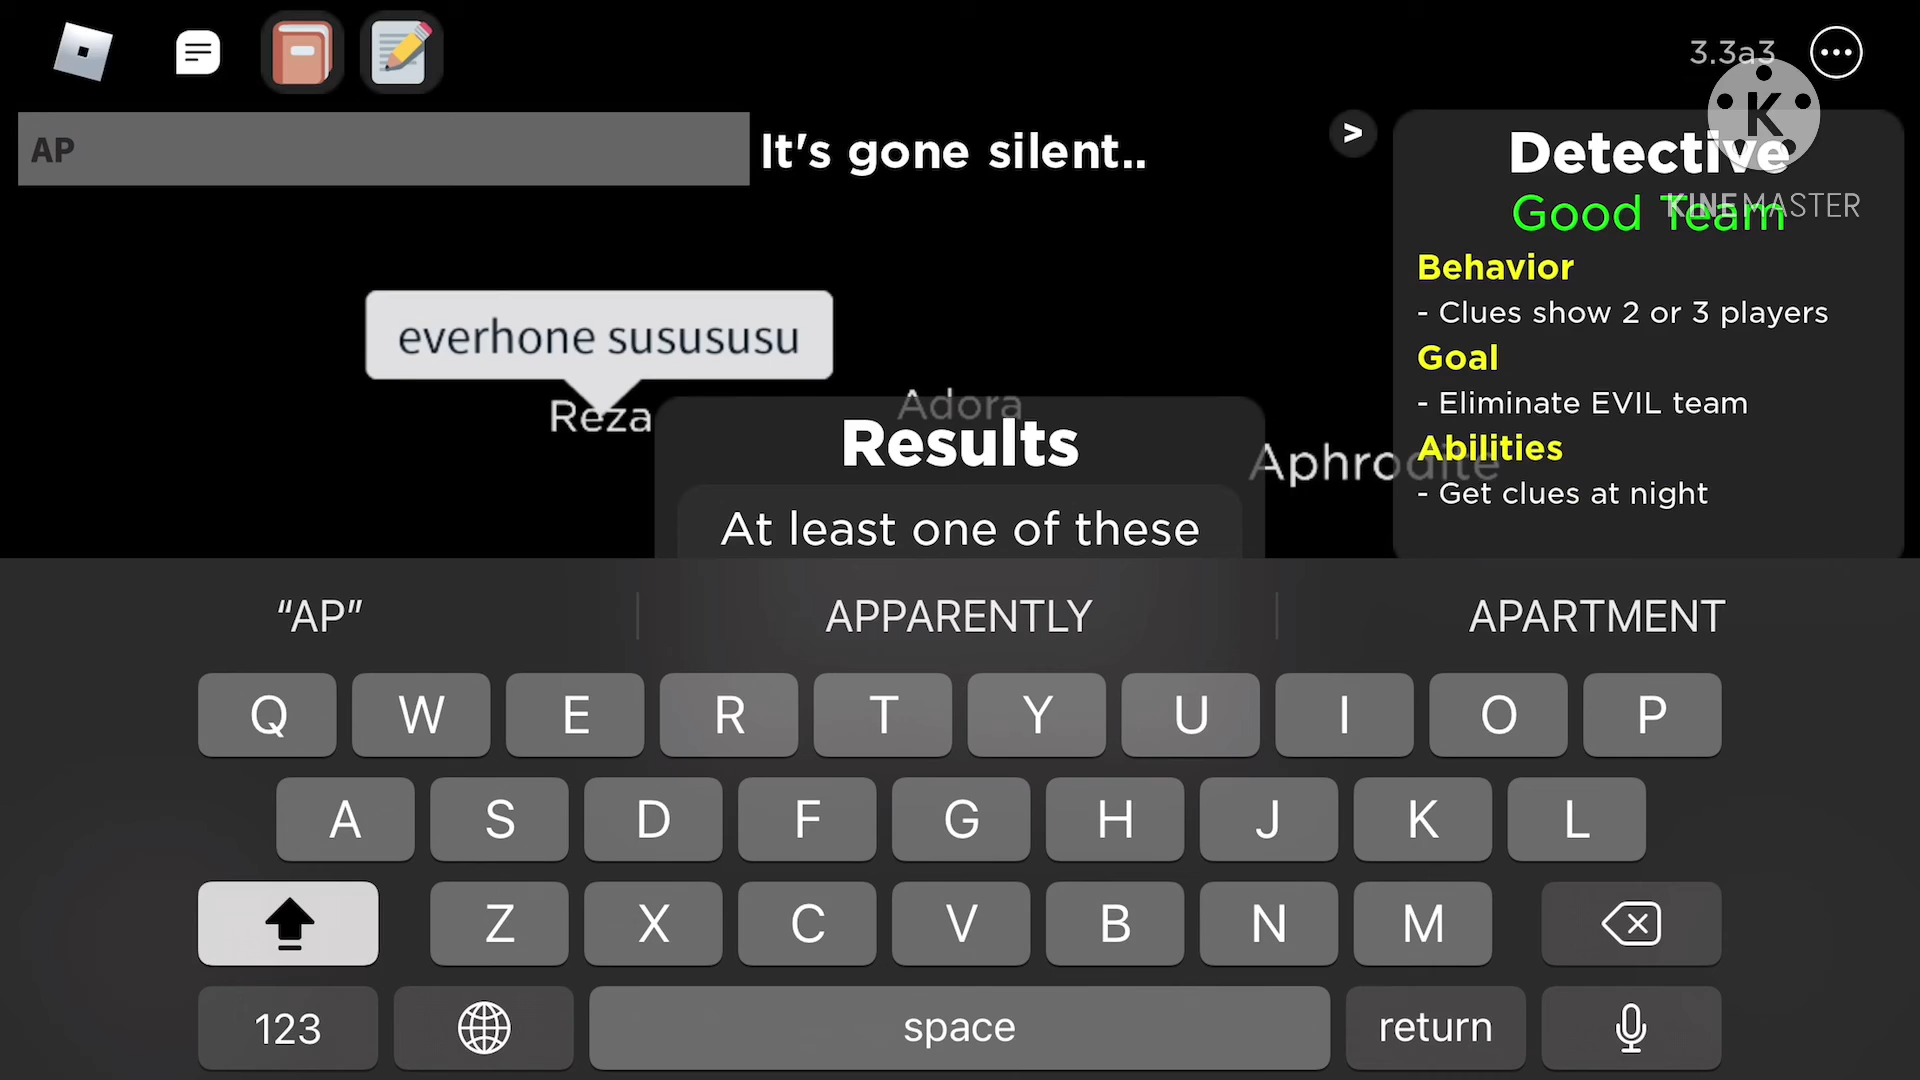 3.3a3
AP
It's gone silent..
>
K
KINEMASTER
Detective
Good Team
Behavior
- Clues show 2 or 3 players
Goal
- Eliminate EVIL team
Abilities
- Get clues at night
everhone susususu
Reza
Adora
Aphrodite
Results
At least one of these
“AP”
APPARENTLY
APARTMENT
Q W E R T Y U I O P
A S D F G H J K L
Z X C V B N M
123 space return